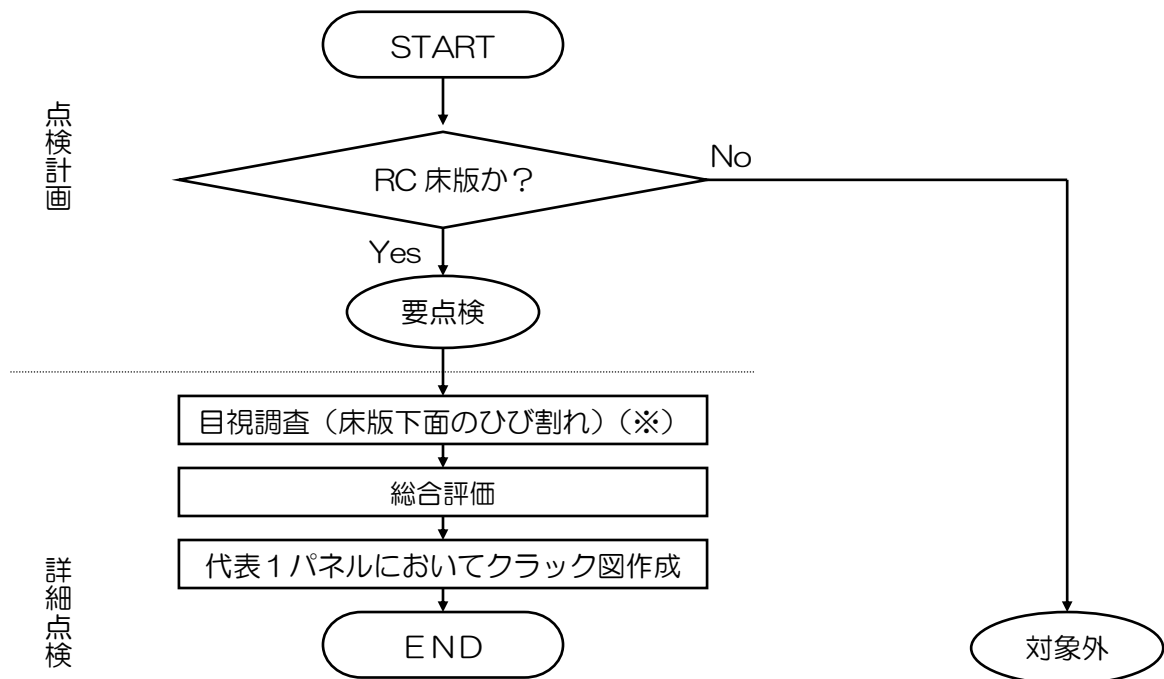 START
点検計画
RC 床版か？
No
Yes
要点検
目視調査（床版下面のひび割れ）（※）
総合評価
代表１パネルにおいてクラック図作成
詳細点検
ＥＮＤ
対象外